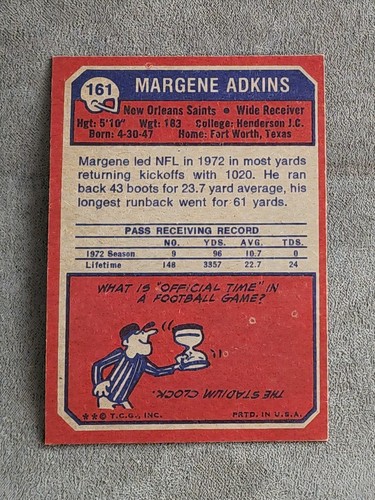 161
MARGENE ADKINS
New Orleans Saints • Wide Receiver
Hgt: 5'10" Wgt: 183 College: Henderson J.C.
Born: 4-30-47 Home: Fort Worth, Texas
Margene led NFL in 1972 in most yards
returning kickoffs with 1020. He ran
back 43 boots for 23.7 yard average, his
longest runback went for 61 yards.
PASS RECEIVING RECORD
NO. YDS. AVG. TDS.
1972 Season 9 96 10.7 0
Lifetime 148 3357 22.7 24
WHAT IS "OFFICIAL TIME" IN
A FOOTBALL GAME?
THE STADIUM CLOCK.
**© T.C.G., INC. PRTD. IN U.S.A.